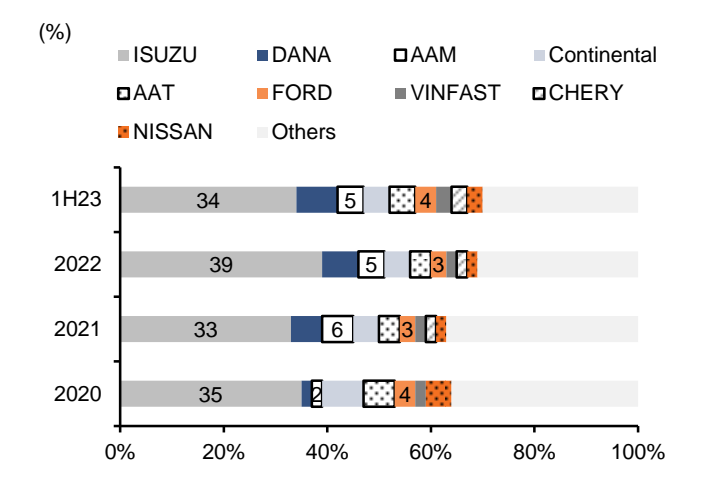 (%)
ISUZU DANA AAM Continental
AAT FORD VINFAST CHERY
NISSAN Others
1H23 34 5 4
2022 39 5 3
2021 33 6 3
2020 35 2 4
0% 20% 40% 60% 80% 100%